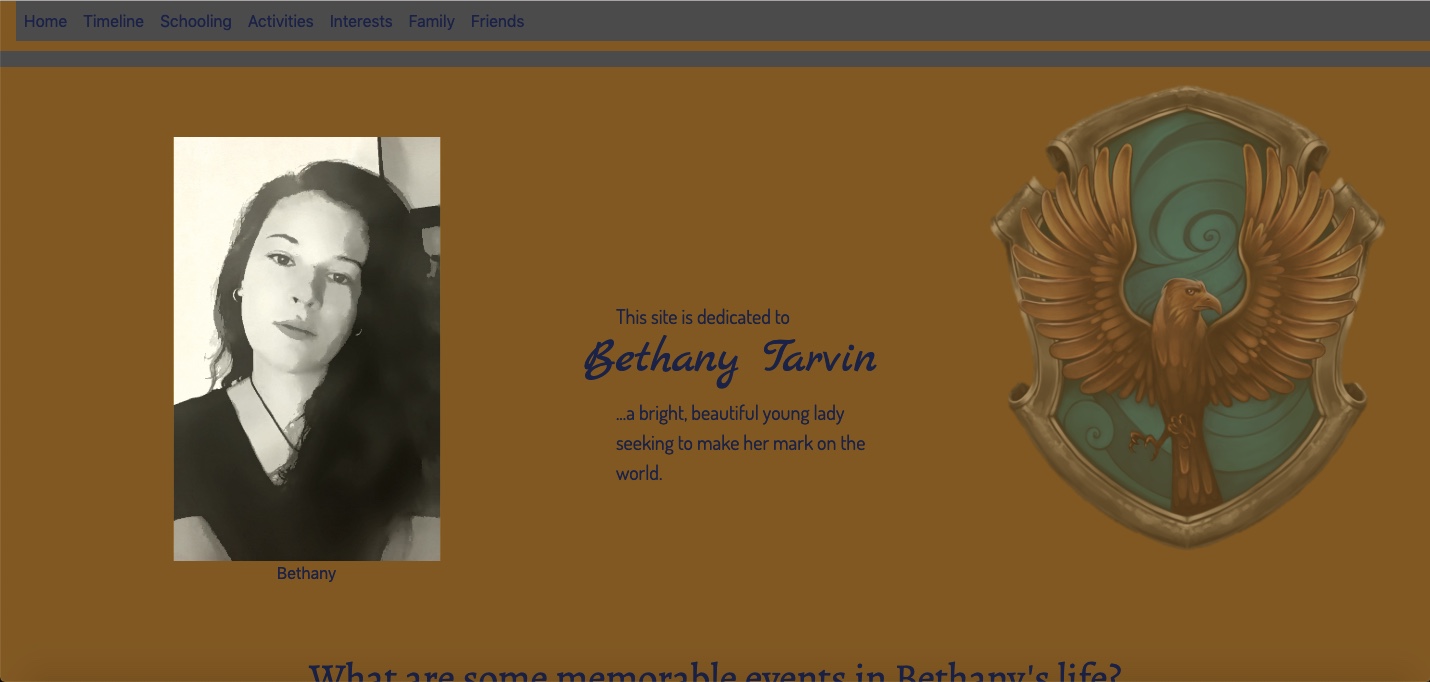 Home Timeline Schooling Activities Interests Family Friends
This site is dedicated to
Bethany Tarvin
...a bright, beautiful young lady
seeking to make her mark on the
world.
Bethany
What are some memorable events in Bethany's life?